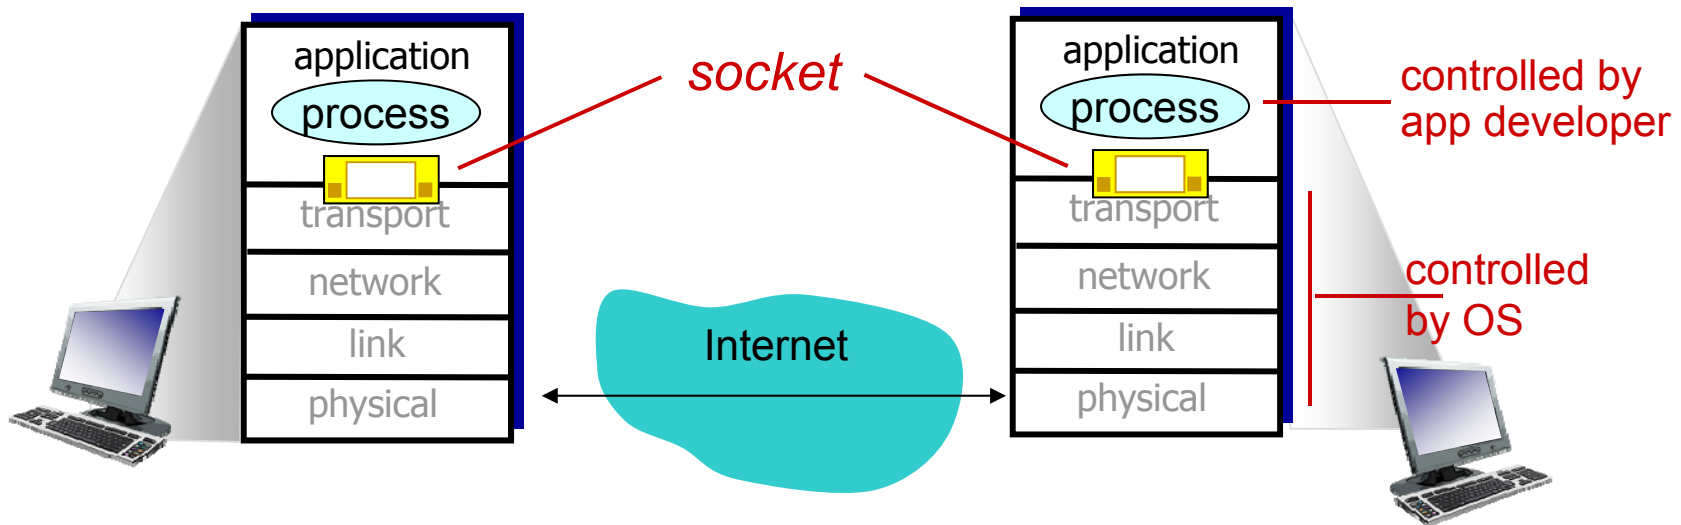 application
process
transport
network
link
physical
socket
Internet
application
process
transport
network
link
physical
controlled by
app developer
controlled
by OS